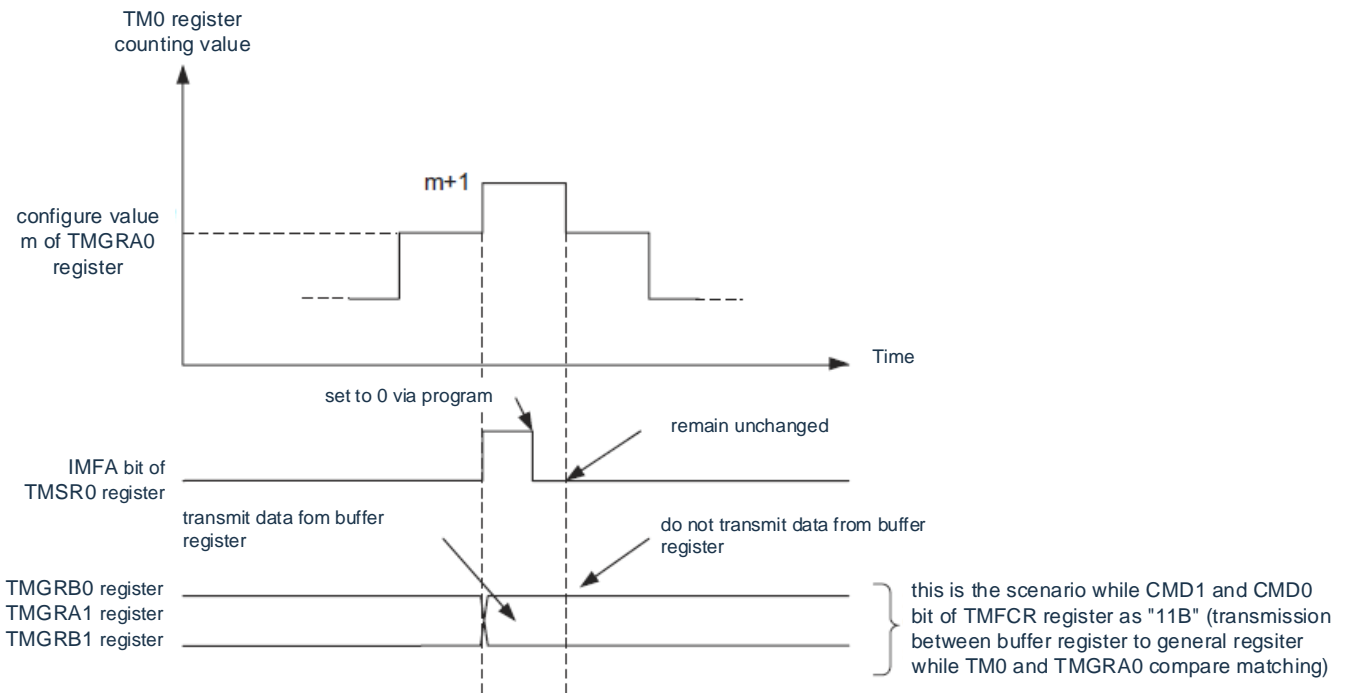 TM0 register
counting value
m+1
configure value
m of TMGRA0
register
Time
set to 0 via program
remain unchanged
IMFA bit of
TMSR0 register
transmit data fom buffer
register
do not transmit data from buffer
register
TMGRB0 register
TMGRA1 register
TMGRB1 register
this is the scenario while CMD1 and CMD0
bit of TMFCR register as "11B" (transmission
between buffer register to general regsiter
while TM0 and TMGRA0 compare matching)